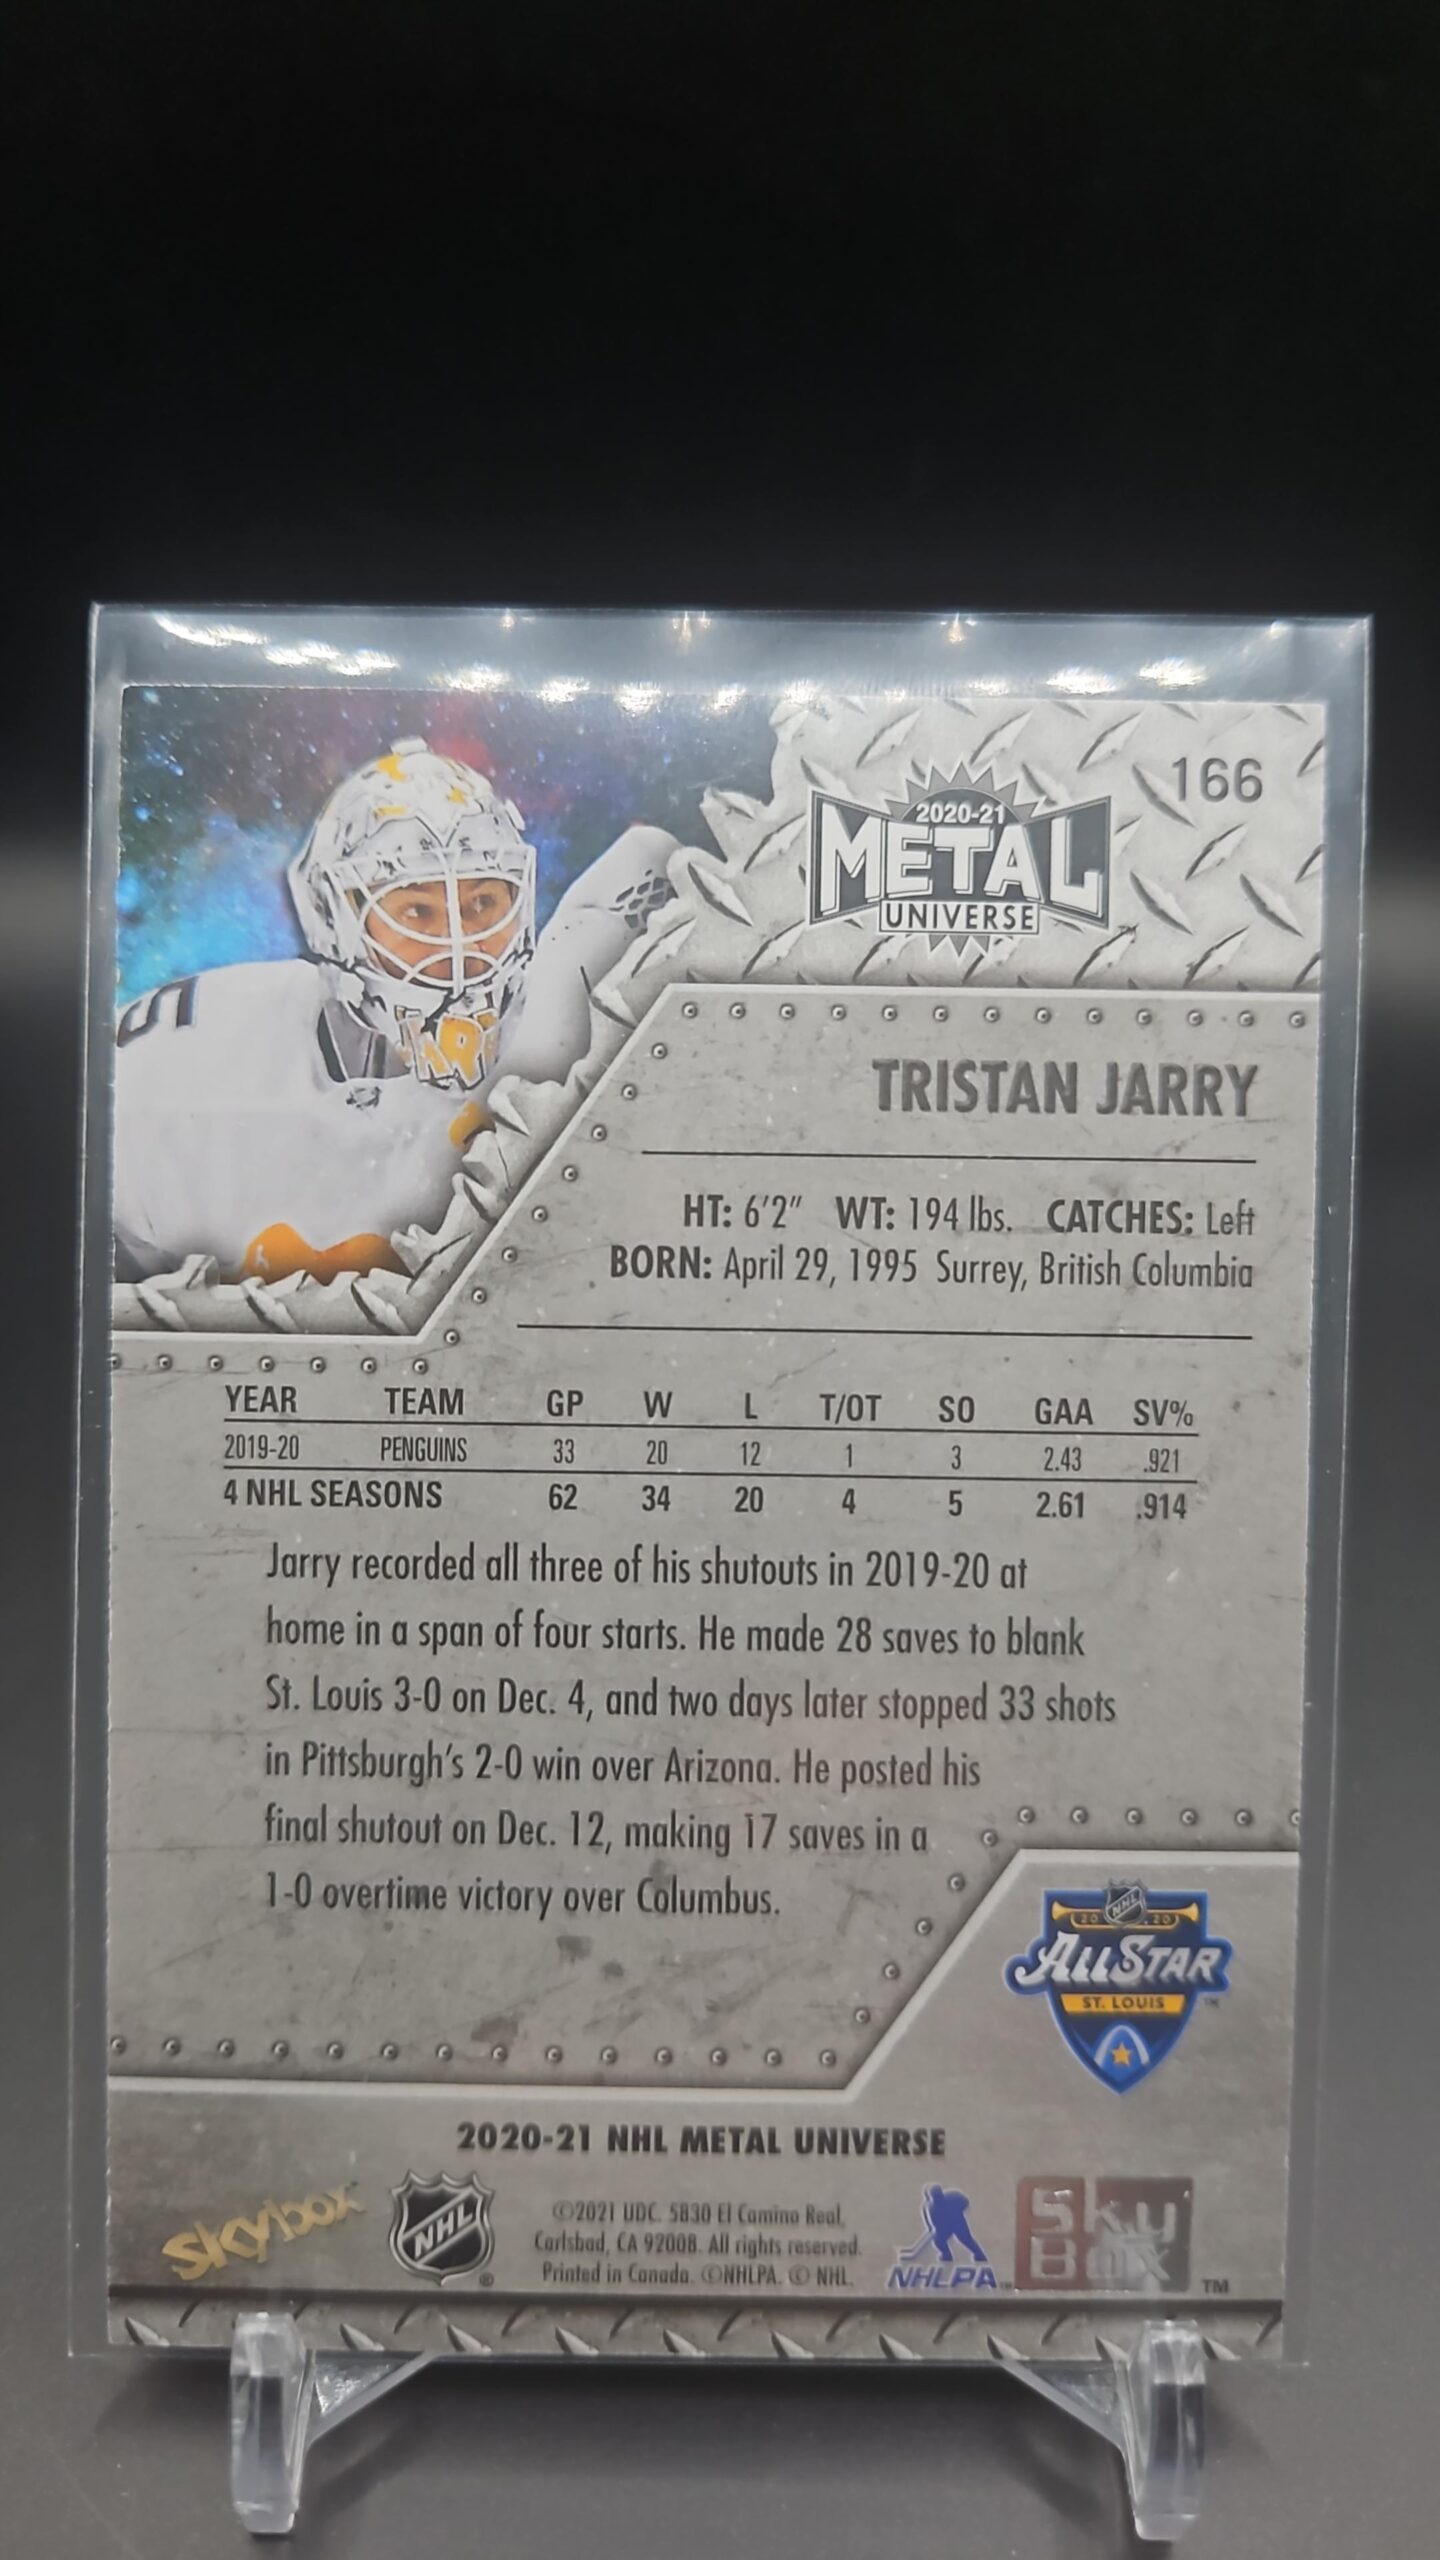 166
2020-21
METAL
UNIVERSE
TRISTAN JARRY
HT: 6'2" WT: 194 lbs. CATCHES: Left
BORN: April 29, 1995 Surrey, British Columbia
YEAR TEAM GP W L T/OT SO GAA SV%
2019-20 PENGUINS 33 20 12 1 3 2.43 .921
4 NHL SEASONS 62 34 20 4 5 2.61 .914
Jarry recorded all three of his shutouts in 2019-20 at
home in a span of four starts. He made 28 saves to blank
St. Louis 3-0 on Dec. 4, and two days later stopped 33 shots
in Pittsburgh's 2-0 win over Arizona. He posted his
final shutout on Dec. 12, making 17 saves in a
1-0 overtime victory over Columbus.
NHL
20 20
ALL STAR
ST. LOUIS ™
2020-21 NHL METAL UNIVERSE
skybox
NHL ®
©2021 UDC. 5830 El Camino Real,
Carlsbad, CA 92008. All rights reserved.
Printed in Canada. ©NHLPA. © NHL.
NHLPA™
SkyBox ™